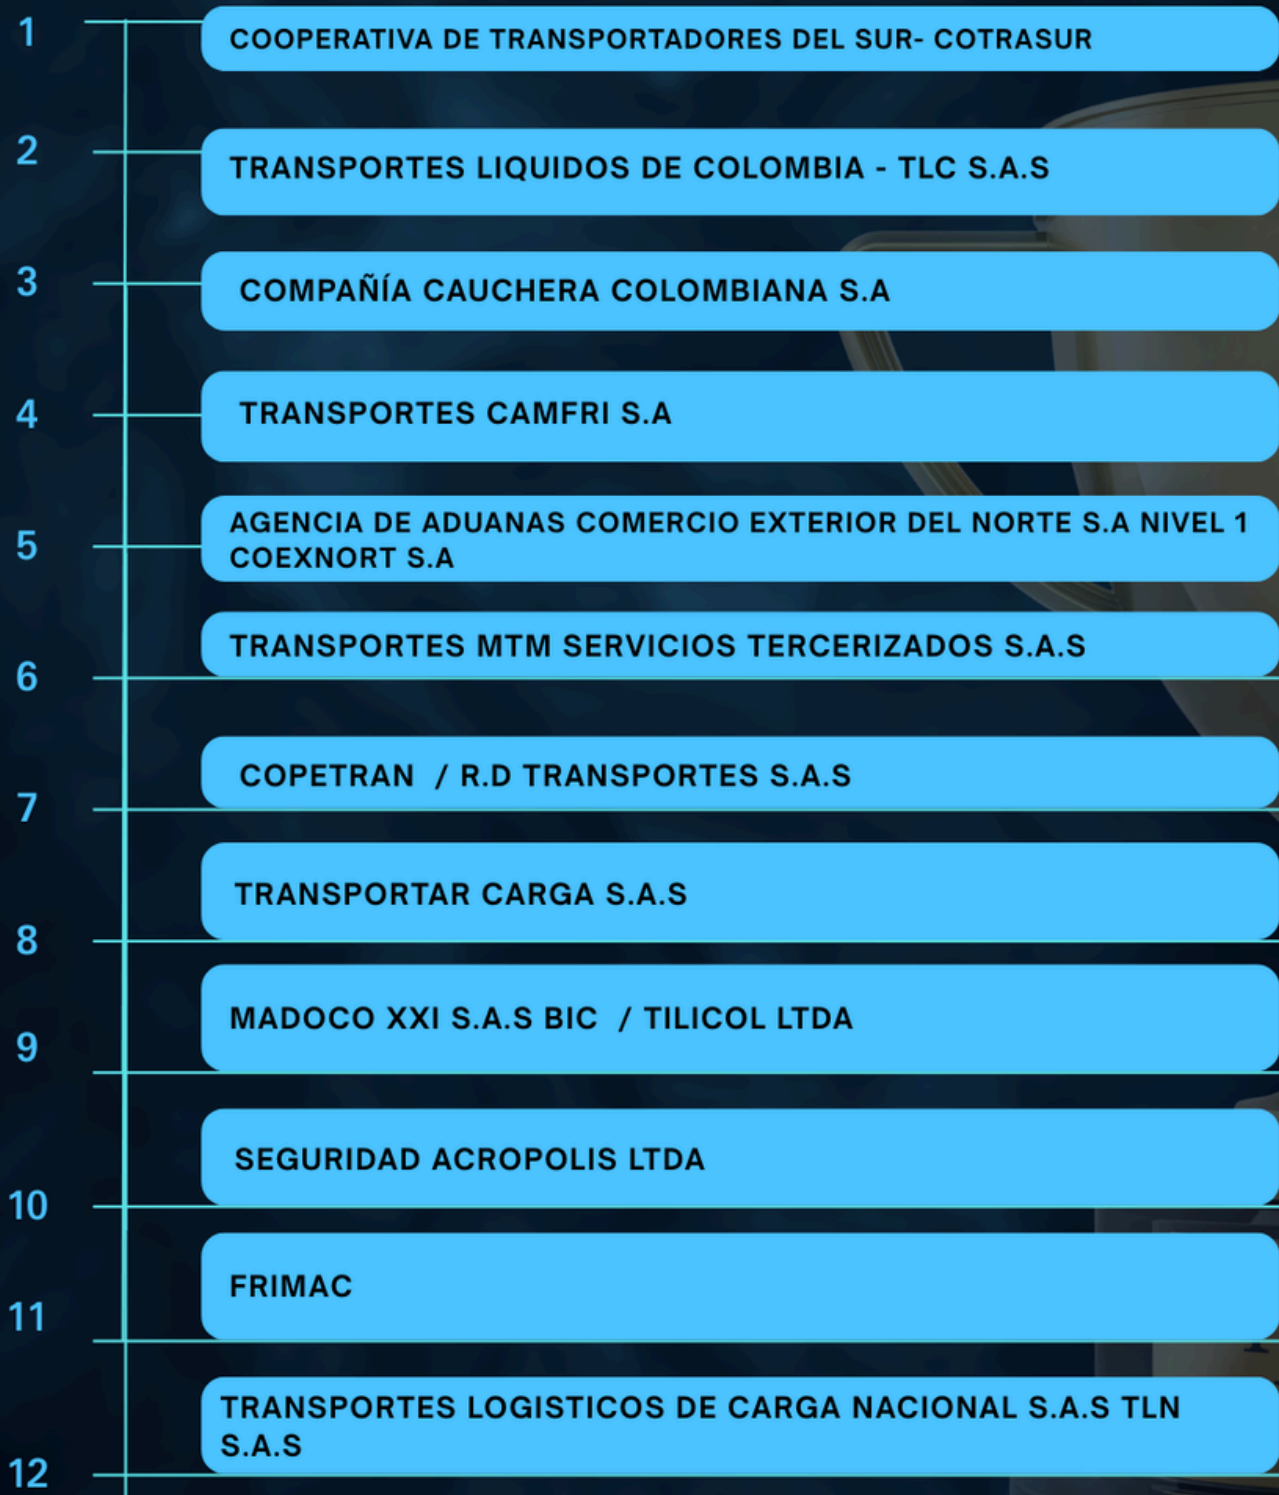 1
COOPERATIVA DE TRANSPORTADORES DEL SUR- COTRASUR
2
TRANSPORTES LIQUIDOS DE COLOMBIA - TLC S.A.S
3
COMPAÑÍA CAUCHERA COLOMBIANA S.A
4
TRANSPORTES CAMFRI S.A
5
AGENCIA DE ADUANAS COMERCIO EXTERIOR DEL NORTE S.A NIVEL 1
COEXNORT S.A
6
TRANSPORTES MTM SERVICIOS TERCERIZADOS S.A.S
7
COPETRAN / R.D TRANSPORTES S.A.S
8
TRANSPORTAR CARGA S.A.S
9
MADOCO XXI S.A.S BIC / TILICOL LTDA
10
SEGURIDAD ACROPOLIS LTDA
11
FRIMAC
12
TRANSPORTES LOGISTICOS DE CARGA NACIONAL S.A.S TLN
S.A.S